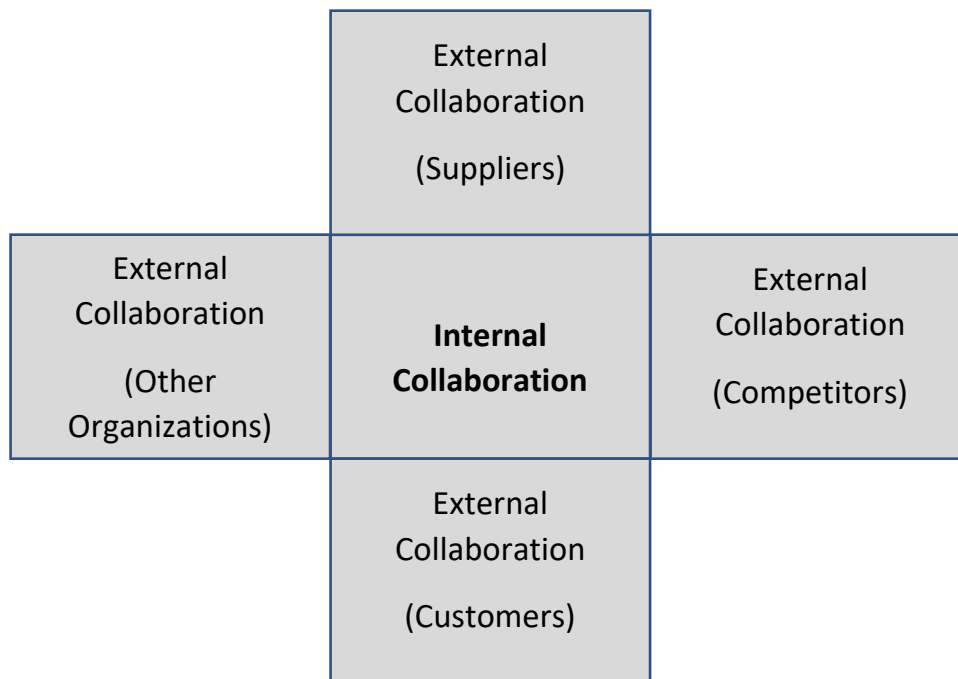 External
Collaboration
(Suppliers)
External
Collaboration
(Other
Organizations)
Internal
Collaboration
External
Collaboration
(Competitors)
External
Collaboration
(Customers)